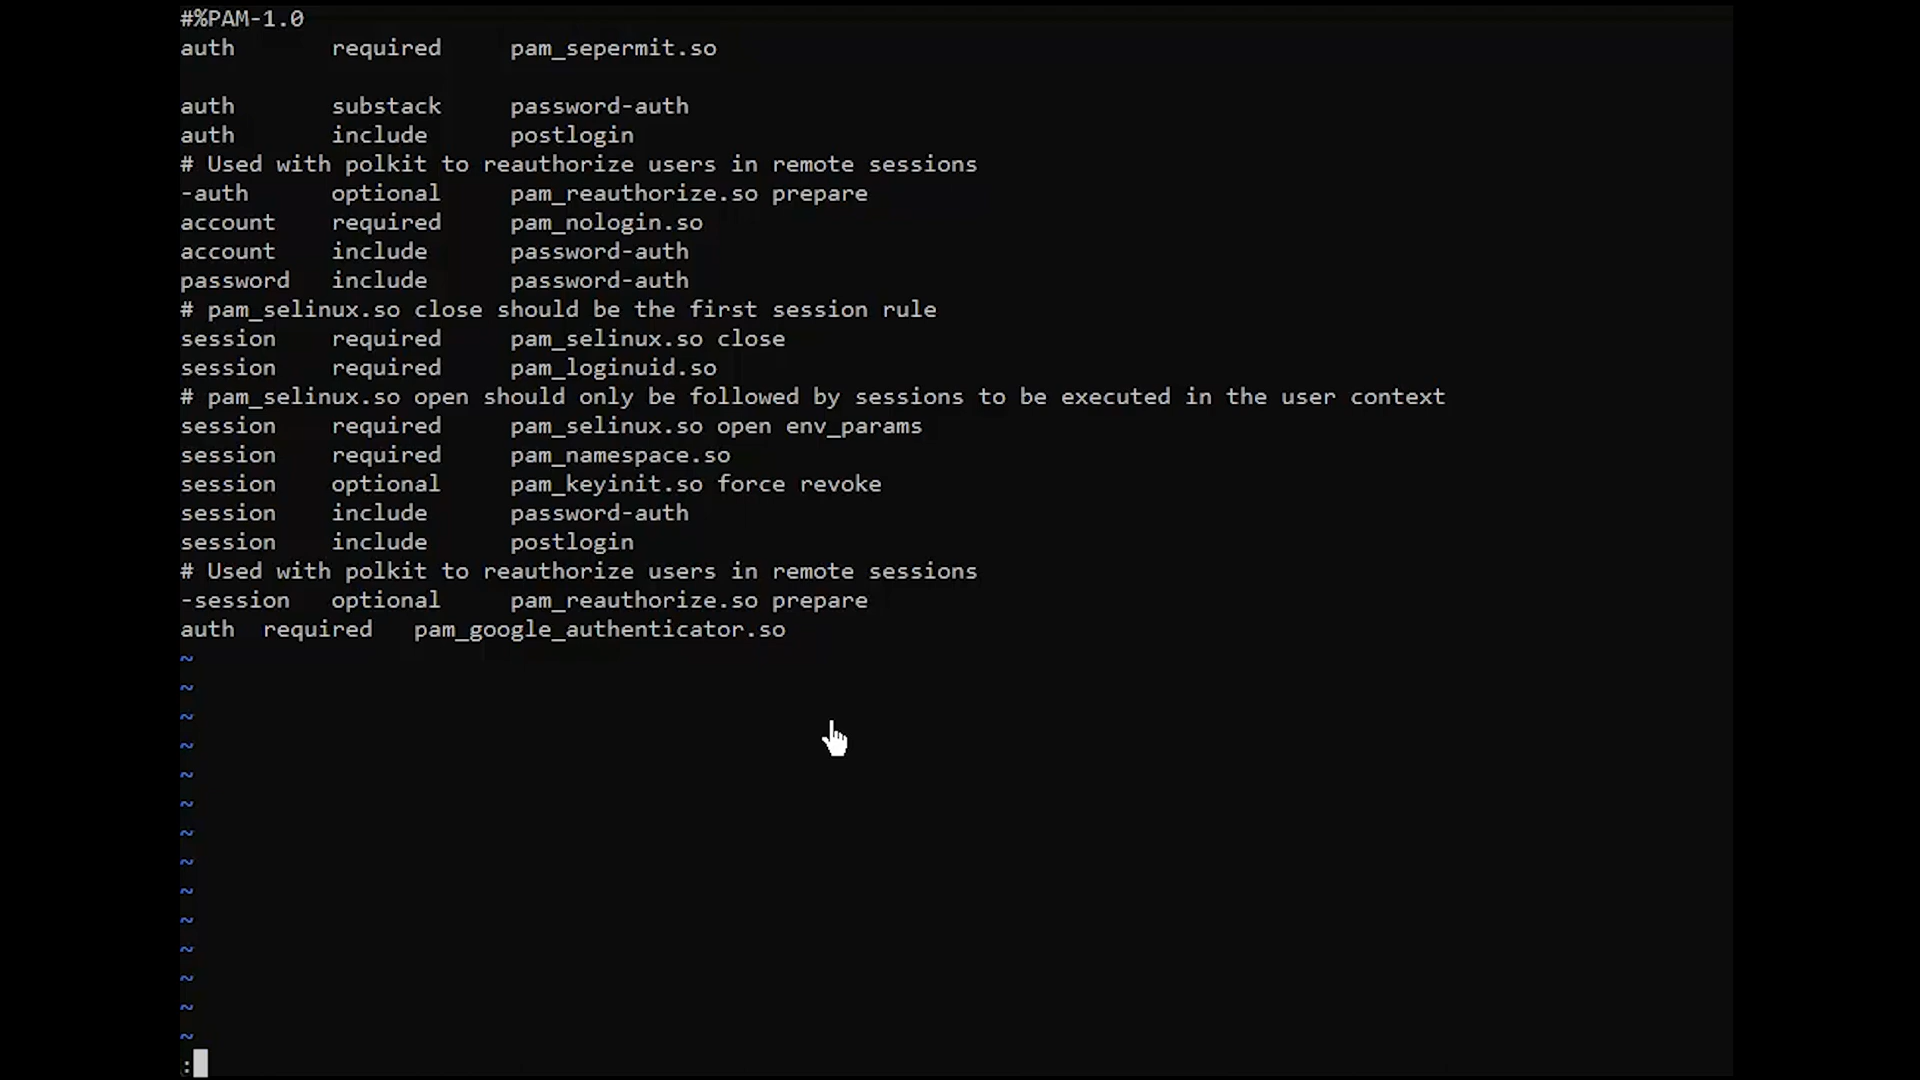 #%PAM-1.0
auth       required     pam_sepermit.so
auth       substack     password-auth
auth       include      postlogin
# Used with polkit to reauthorize users in remote sessions
-auth      optional     pam_reauthorize.so prepare
account    required     pam_nologin.so
account    include      password-auth
password   include      password-auth
# pam_selinux.so close should be the first session rule
session    required     pam_selinux.so close
session    required     pam_loginuid.so
# pam_selinux.so open should only be followed by sessions to be executed in the user context
session    required     pam_selinux.so open env_params
session    required     pam_namespace.so
session    optional     pam_keyinit.so force revoke
session    include      password-auth
session    include      postlogin
# Used with polkit to reauthorize users in remote sessions
-session   optional     pam_reauthorize.so prepare
auth  required   pam_google_authenticator.so
~
~
~
~
~
~
~
~
~
~
~
~
~
~
: